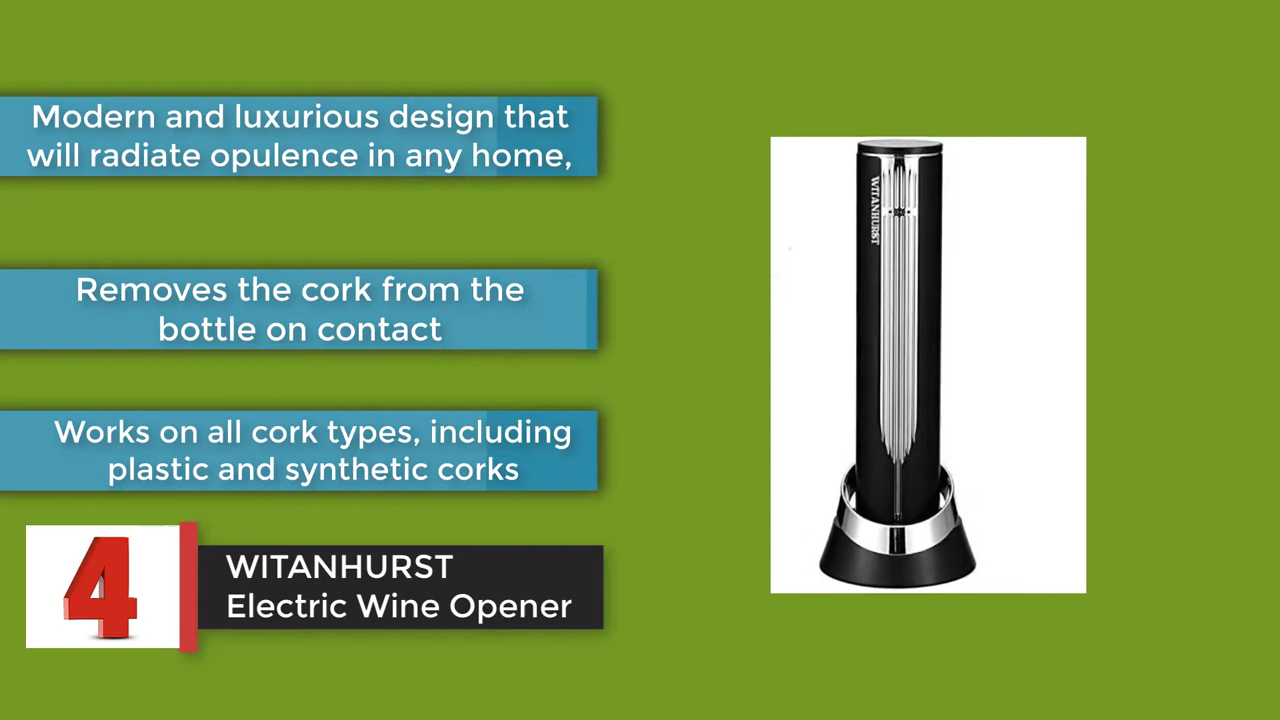 Modern and luxurious design that
will radiate opulence in any home,
Removes the cork from the
bottle on contact
Works on all cork types, including
plastic and synthetic corks
4
WITANHURST
Electric Wine Opener
WITANHURST